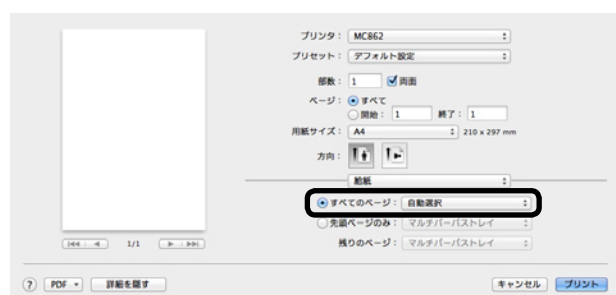 プリンタ： MC862
プリセット： デフォルト設定
部数： 1 両面
ページ： すべて
開始： 1 終了： 1
用紙サイズ： A4 210 x 297 mm
方向：
給紙
すべてのページ： 自動選択
先頭ページのみ： マルチパーパストレイ
残りのページ： マルチパーパストレイ
1/1
? PDF 詳細を隠す キャンセル プリント